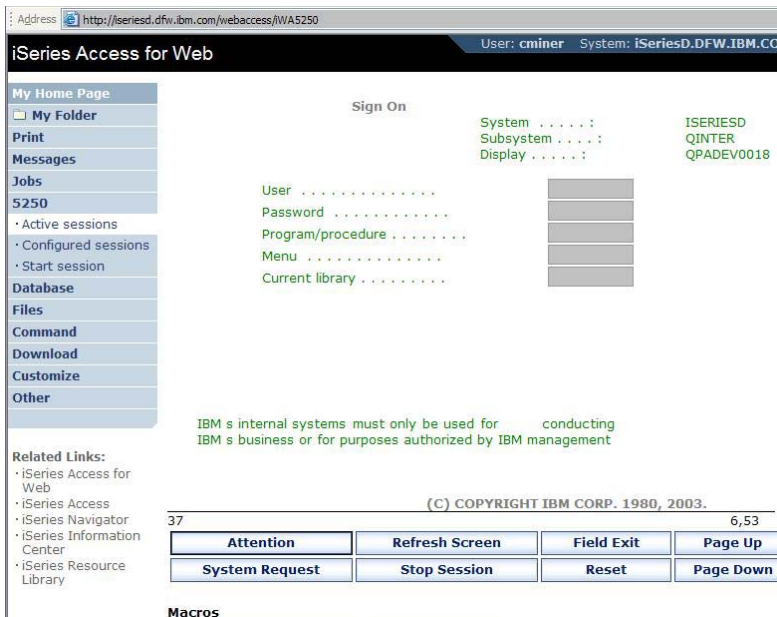 Address http://iseriesd.dfw.ibm.com/webaccess/iWA5250
iSeries Access for Web
User: cminer System: iSeriesD.DFW.IBM.CO
My Home Page
My Folder
Print
Messages
Jobs
5250
· Active sessions
· Configured sessions
· Start session
Database
Files
Command
Download
Customize
Other
Related Links:
· iSeries Access for
Web
· iSeries Access
· iSeries Navigator
· iSeries Information
Center
· iSeries Resource
Library
Sign On
System . . . . . : ISERIESD
Subsystem . . . . : QINTER
Display . . . . . : QPADEV0018
User . . . . . . . . . . . . . .
Password . . . . . . . . . . . .
Program/procedure . . . . . . . .
Menu . . . . . . . . . . . . . .
Current library . . . . . . . . .
IBM s internal systems must only be used for conducting
IBM s business or for purposes authorized by IBM management
(C) COPYRIGHT IBM CORP. 1980, 2003.
37 6,53
Attention Refresh Screen Field Exit Page Up
System Request Stop Session Reset Page Down
Macros